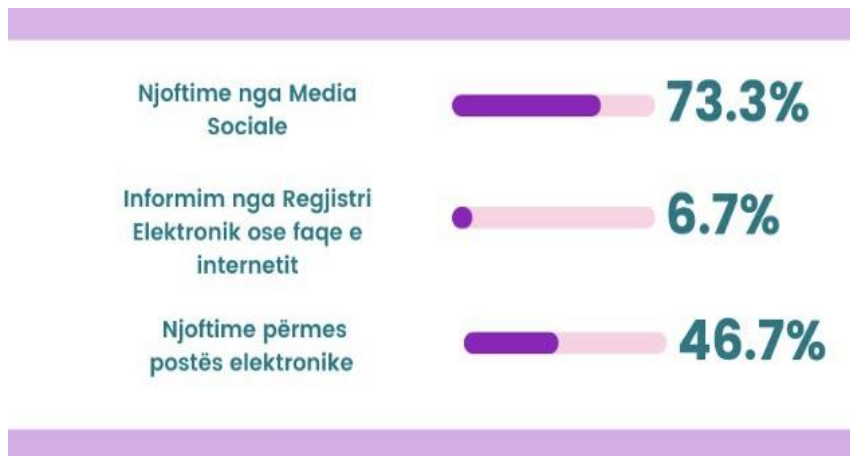 Njoftime nga Media
Sociale
73.3%
Informim nga Regjistri
Elektronik ose faqe e
internetit
6.7%
Njoftime përmes
postës elektronike
46.7%